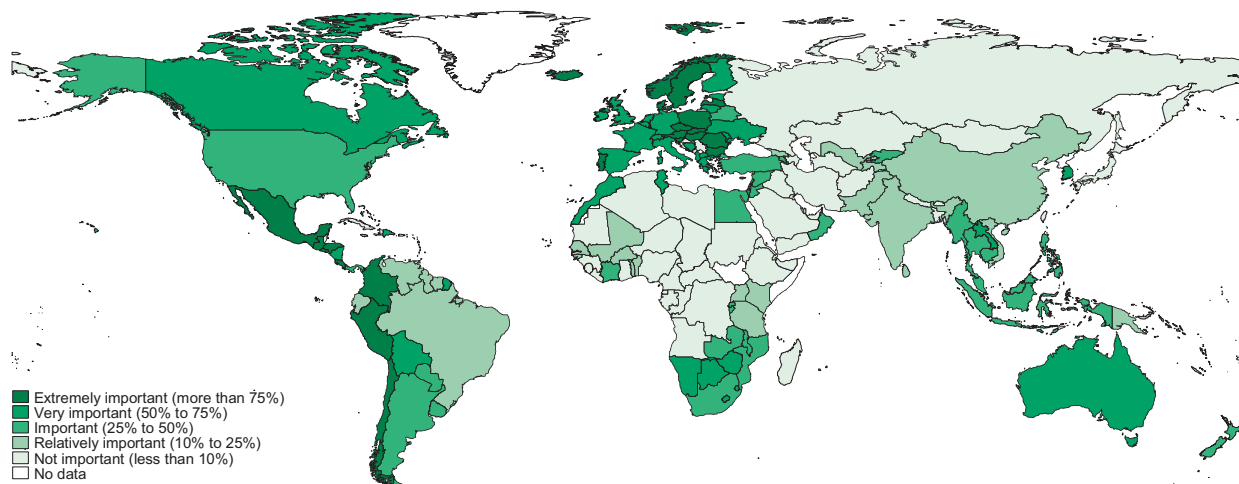 Extremely important (more than 75%)
Very important (50% to 75%)
Important (25% to 50%)
Relatively important (10% to 25%)
Not important (less than 10%)
No data